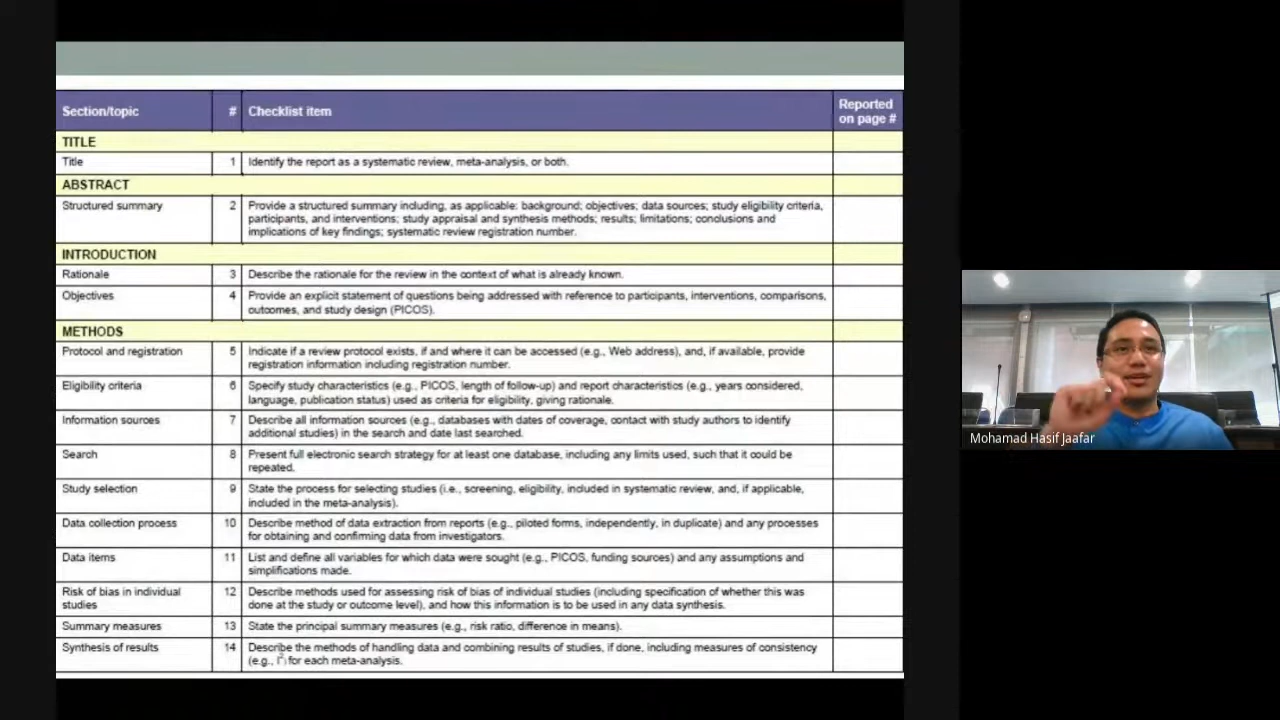 Section/topic # Checklist item Reported on page #
TITLE
Title 1 Identify the report as a systematic review, meta-analysis, or both.
ABSTRACT
Structured summary 2 Provide a structured summary including, as applicable: background; objectives; data sources; study eligibility criteria,
participants, and interventions; study appraisal and synthesis methods; results; limitations; conclusions and
implications of key findings; systematic review registration number.
INTRODUCTION
Rationale 3 Describe the rationale for the review in the context of what is already known.
Objectives 4 Provide an explicit statement of questions being addressed with reference to participants, interventions, comparisons,
outcomes, and study design (PICOS).
METHODS
Protocol and registration 5 Indicate if a review protocol exists, if and where it can be accessed (e.g., Web address), and, if available, provide
registration information including registration number.
Eligibility criteria 6 Specify study characteristics (e.g., PICOS, length of follow-up) and report characteristics (e.g., years considered,
language, publication status) used as criteria for eligibility, giving rationale.
Information sources 7 Describe all information sources (e.g., databases with dates of coverage, contact with study authors to identify
additional studies) in the search and date last searched.
Search 8 Present full electronic search strategy for at least one database, including any limits used, such that it could be
repeated.
Study selection 9 State the process for selecting studies (i.e., screening, eligibility, included in systematic review, and, if applicable,
included in the meta-analysis).
Data collection process 10 Describe method of data extraction from reports (e.g., piloted forms, independently, in duplicate) and any processes
for obtaining and confirming data from investigators.
Data items 11 List and define all variables for which data were sought (e.g., PICOS, funding sources) and any assumptions and
simplifications made.
Risk of bias in individual 12 Describe methods used for assessing risk of bias of individual studies (including specification of whether this was
studies done at the study or outcome level), and how this information is to be used in any data synthesis.
Summary measures 13 State the principal summary measures (e.g., risk ratio, difference in means).
Synthesis of results 14 Describe the methods of handling data and combining results of studies, if done, including measures of consistency
(e.g., I²) for each meta-analysis.
Mohamad Hasif Jaafar